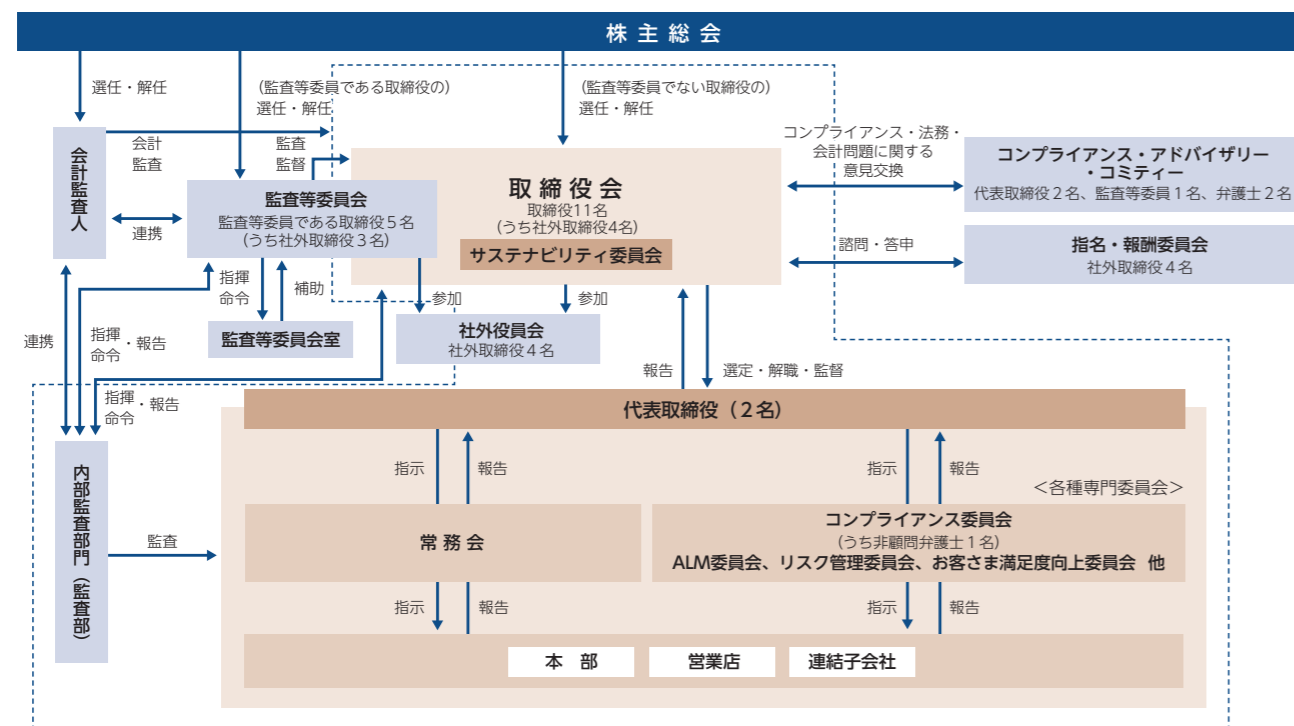 株主総会
選任・解任
(監査等委員である取締役の)
選任・解任
(監査等委員でない取締役の)
選任・解任
会計監査人
会計
監査
監査
監督
コンプライアンス・法務・
会計問題に関する
意見交換
コンプライアンス・アドバイザリー
・コミティー
代表取締役2名、監査等委員1名、弁護士2名
取締役会
取締役11名
(うち社外取締役4名)
サステナビリティ委員会
監査等委員会
監査等委員である取締役5名
(うち社外取締役3名)
連携
諮問・答申
指名・報酬委員会
社外取締役4名
指揮
命令
補助
参加
参加
監査等委員会室
社外役員会
社外取締役4名
連携
指揮
命令
・報告
報告
選定・解職・監督
指揮
命令
・報告
代表取締役(2名)
指示
報告
指示
報告
<各種専門委員会>
内部監査部門(監査部)
監査
常務会
コンプライアンス委員会
(うち非顧問弁護士1名)
ALM委員会、リスク管理委員会、お客さま満足度向上委員会 他
指示
報告
指示
報告
本 部
営業店
連結子会社